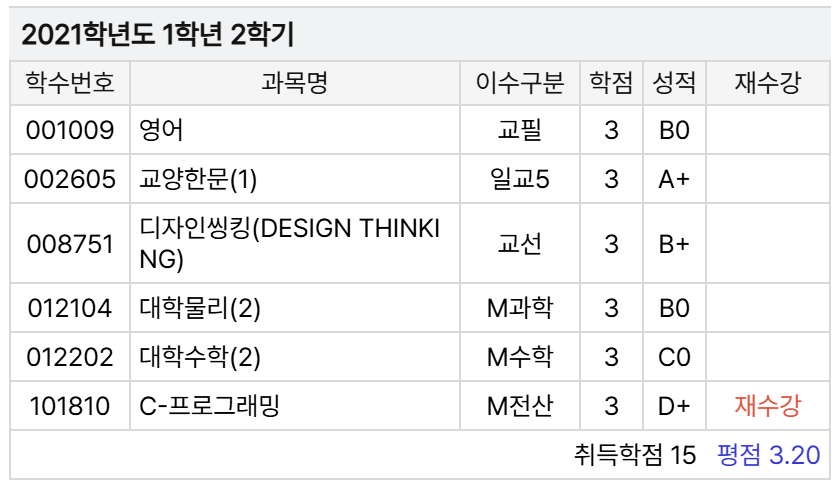 2021학년도 1학년 2학기
학수번호 과목명 이수구분 학점 성적 재수강
001009 영어 교필 3 B0
002605 교양한문(1) 일교5 3 A+
008751 디자인씽킹(DESIGN THINKI
NG) 교선 3 B+
012104 대학물리(2) M과학 3 B0
012202 대학수학(2) M수학 3 C0
101810 C-프로그래밍 M전산 3 D+ 재수강
취득학점 15 평점 3.20